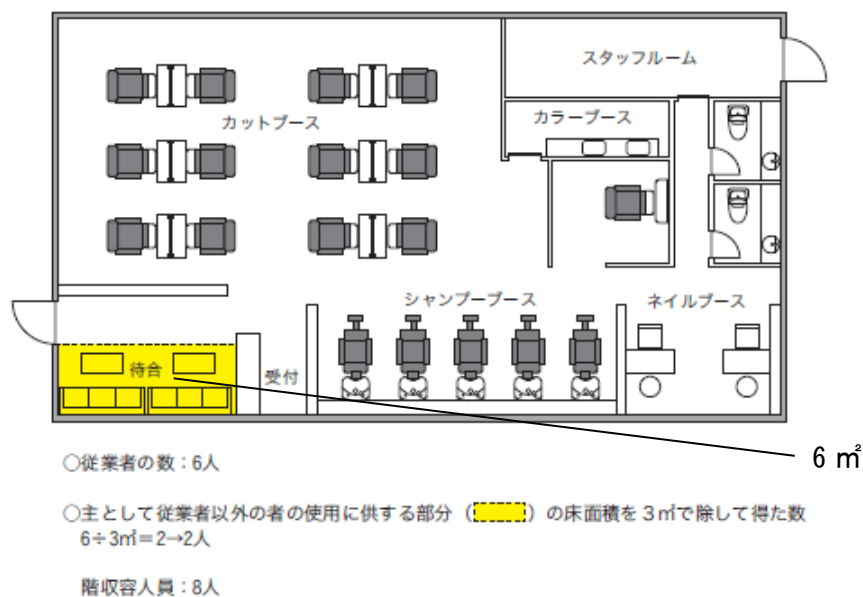 スタッフルーム
カラーブース
カットブース
シャンプーブース
ネイルブース
待合
受付
6 ㎡
○従業者の数：6人
○主として従業者以外の者の使用に供する部分（　　　）の床面積を３㎡で除して得た数
6÷3㎡＝2→2人
階収容人員：8人